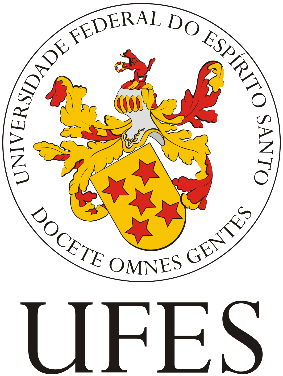 UNIVERSIDADE FEDERAL DO ESPÍRITO SANTO
DOCETE OMNES GENTES
UFES